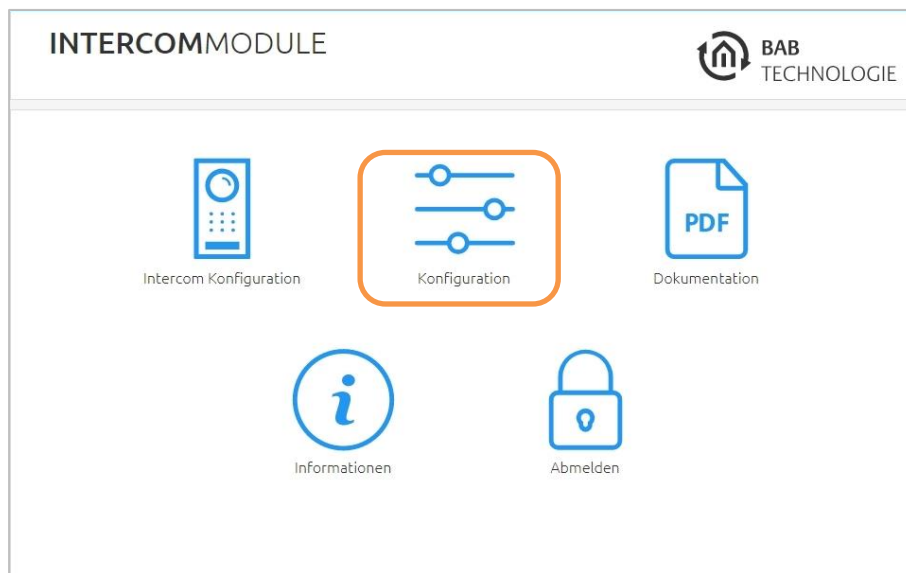 INTERCOMMODULE
BAB
TECHNOLOGIE
Intercom Konfiguration
Konfiguration
PDF
Dokumentation
i
Informationen
Abmelden